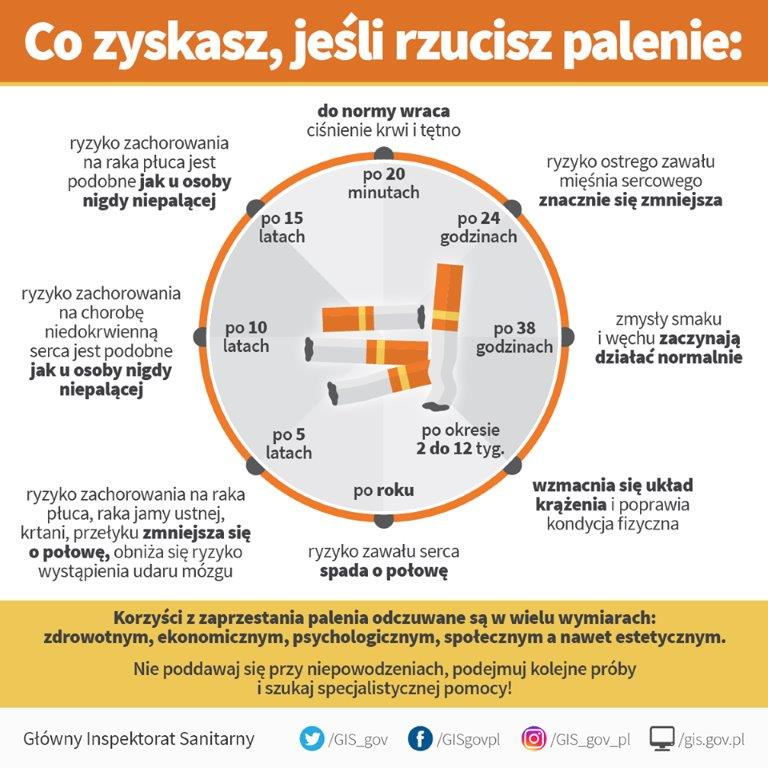 Co zyskasz, jeśli rzucisz palenie:
do normy wraca
ciśnienie krwi i tętno
po 20
minutach
ryzyko ostrego zawału
mięśnia sercowego
znacznie się zmniejsza
po 24
godzinach
zmysły smaku
i węchu zaczynają
działać normalnie
po 38
godzinach
wzmacnia się układ
krążenia i poprawia
kondycja fizyczna
po okresie
2 do 12 tyg.
po roku
ryzyko zawału serca
spada o połowę
po 5
latach
ryzyko zachorowania na raka
płuca, raka jamy ustnej,
krtani, przełyku zmniejsza się
o połowę, obniża się ryzyko
wystąpienia udaru mózgu
po 10
latach
ryzyko zachorowania
na chorobę
niedokrwienną
serca jest podobne
jak u osoby nigdy
niepalącej
po 15
latach
ryzyko zachorowania
na raka płuca jest
podobne jak u osoby
nigdy niepalącej
Korzyści z zaprzestania palenia odczuwane są w wielu wymiarach:
zdrowotnym, ekonomicznym, psychologicznym, społecznym a nawet estetycznym.
Nie poddawaj się przy niepowodzeniach, podejmuj kolejne próby
i szukaj specjalistycznej pomocy!
Główny Inspektorat Sanitarny /GIS_gov /GISgovpl /GIS_gov_pl /gis.gov.pl